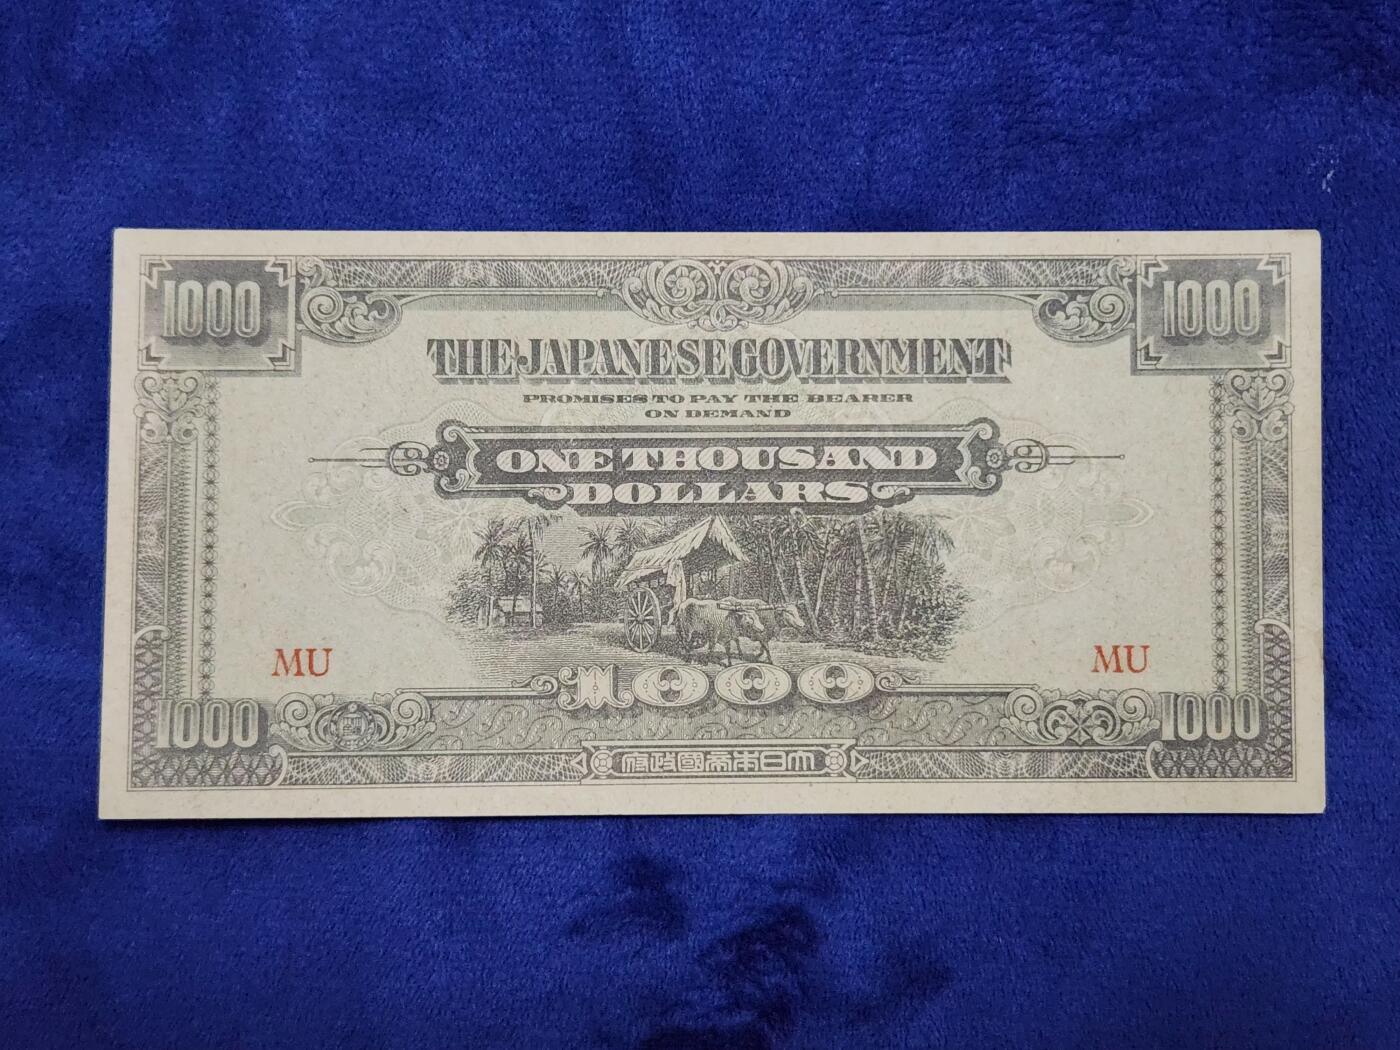 1000 1000
THE JAPANESE GOVERNMENT
PROMISES TO PAY THE BEARER
ON DEMAND
ONE THOUSAND
DOLLARS
MU MU
1000
1000 1000
府政國帝本日大